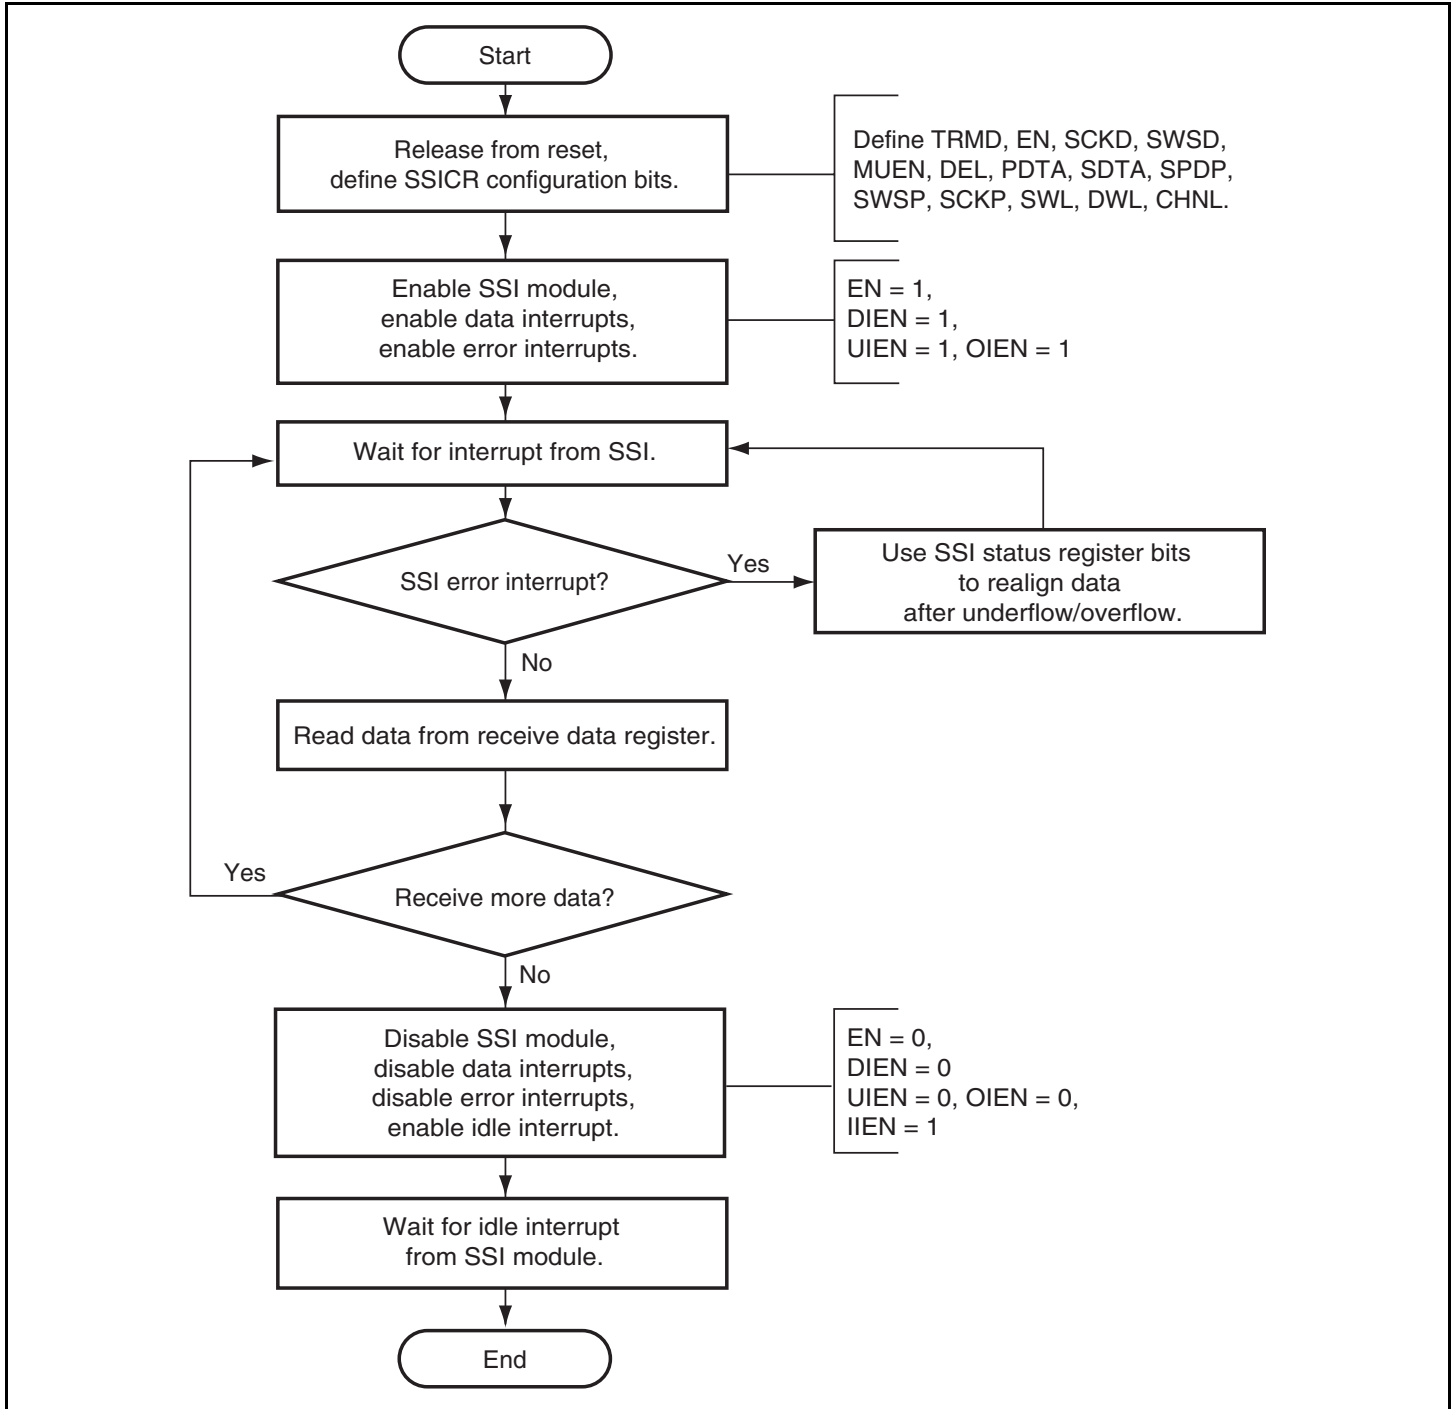 Start
Release from reset,
define SSICR configuration bits.
Define TRMD, EN, SCKD, SWSD,
MUEN, DEL, PDTA, SDTA, SPDP,
SWSP, SCKP, SWL, DWL, CHNL.
Enable SSI module,
enable data interrupts,
enable error interrupts.
EN = 1,
DIEN = 1,
UIEN = 1, OIEN = 1
Wait for interrupt from SSI.
SSI error interrupt?
Yes
Use SSI status register bits
to realign data
after underflow/overflow.
No
Read data from receive data register.
Yes
Receive more data?
No
Disable SSI module,
disable data interrupts,
disable error interrupts,
enable idle interrupt.
EN = 0,
DIEN = 0
UIEN = 0, OIEN = 0,
IIEN = 1
Wait for idle interrupt
from SSI module.
End